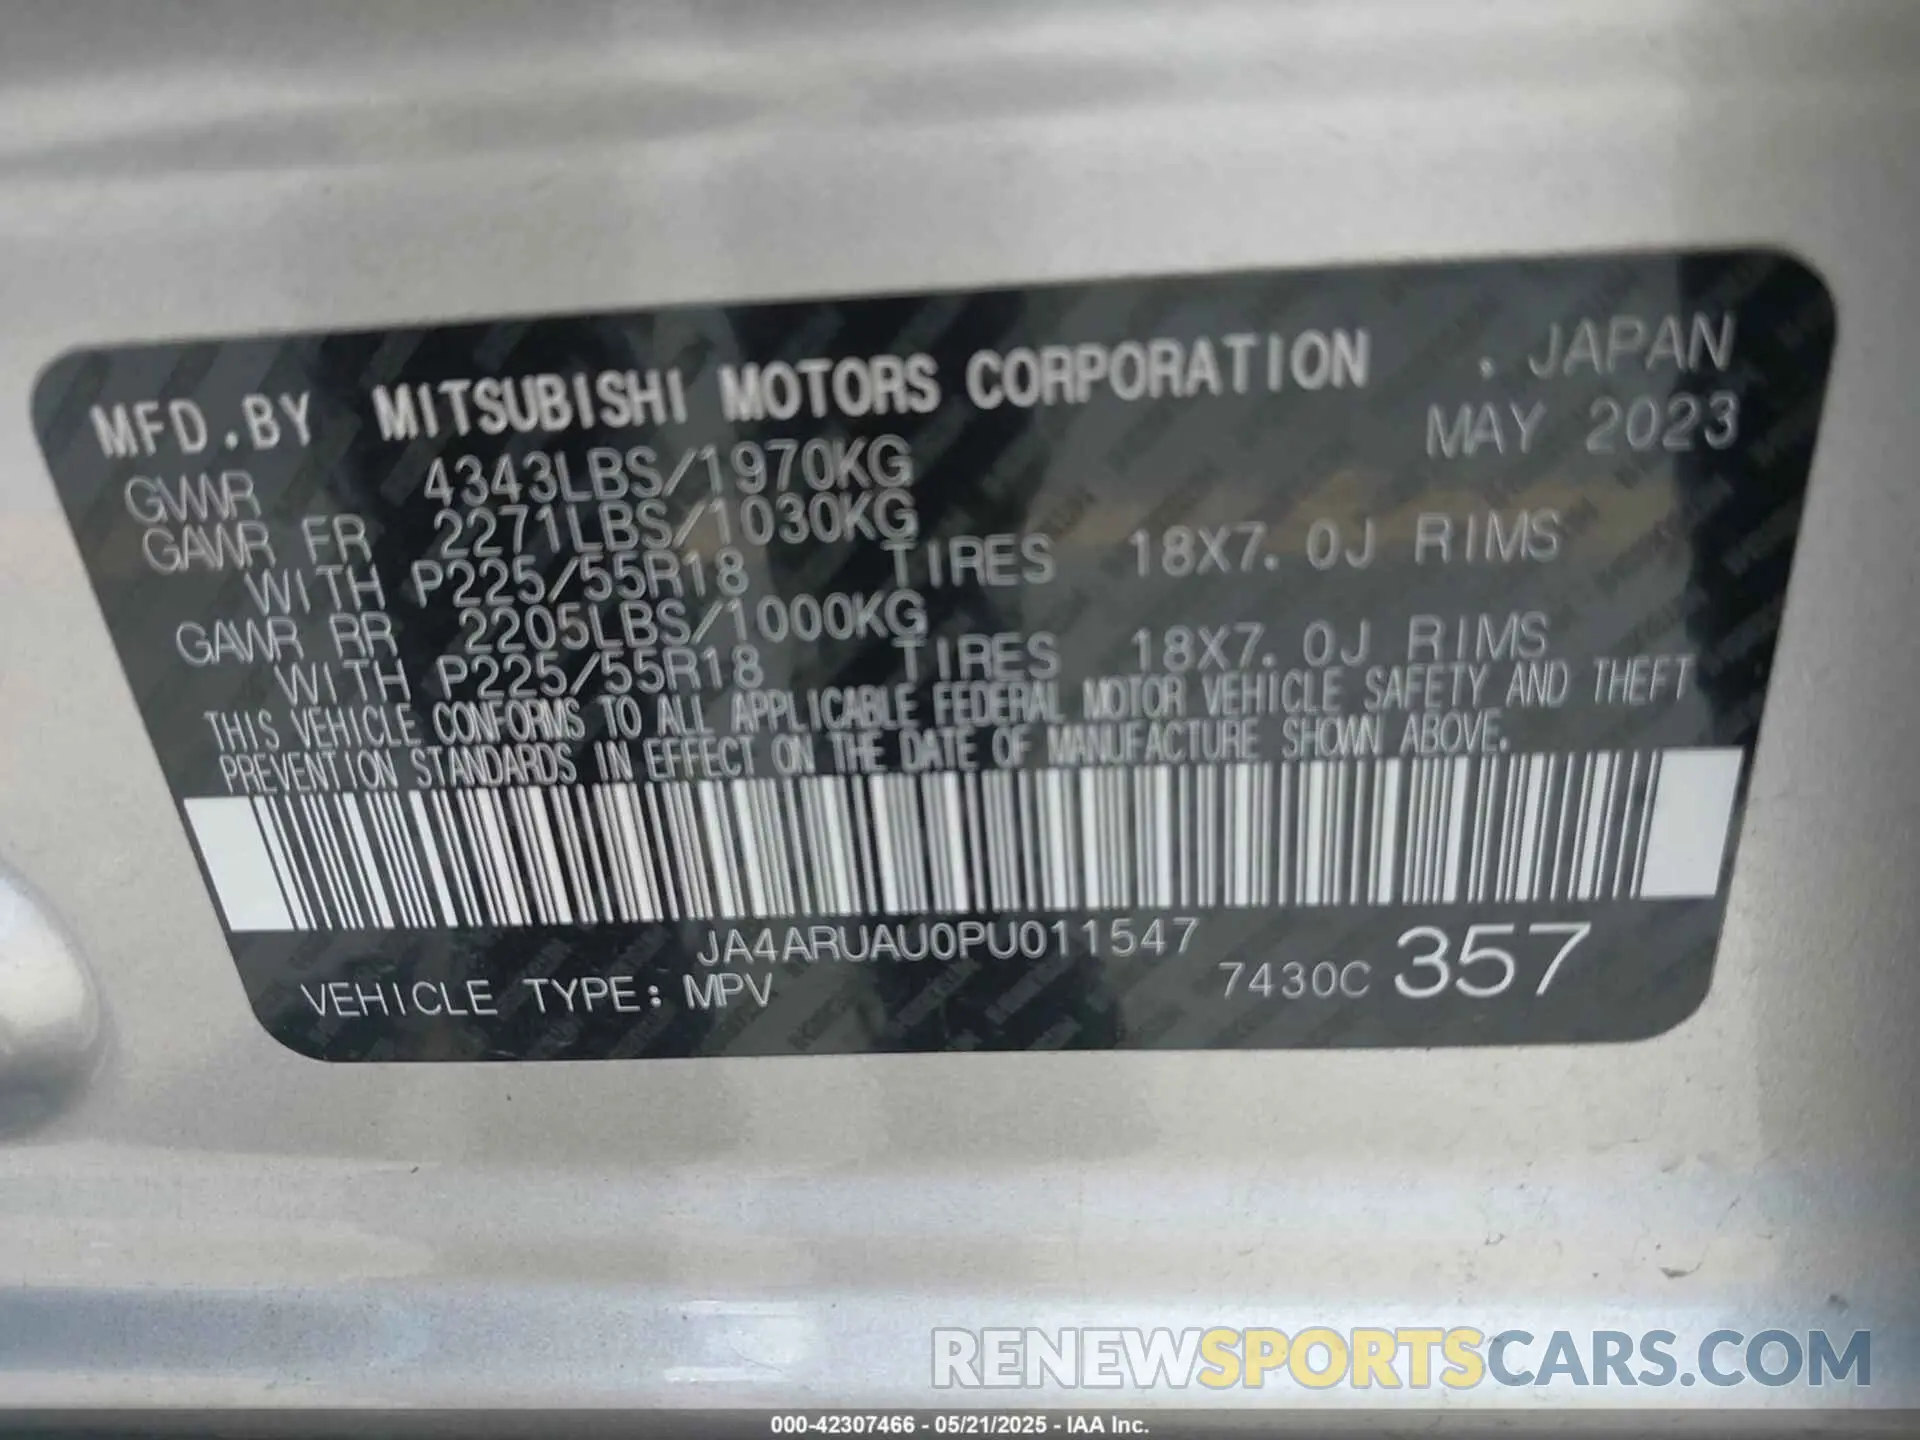 MFD.BY MITSUBISHI MOTORS CORPORATION . JAPAN
MAY 2023
GVWR 4343LBS/1970KG
GAWR FR 2271LBS/1030KG
WITH P225/55R18 TIRES 18X7.0J RIMS
GAWR RR 2205LBS/1000KG
WITH P225/55R18 TIRES 18X7.0J RIMS
THIS VEHICLE CONFORMS TO ALL APPLICABLE FEDERAL MOTOR VEHICLE SAFETY AND THEFT
PREVENTION STANDARDS IN EFFECT ON THE DATE OF MANUFACTURE SHOWN ABOVE.
JA4ARUAU0PU011547
VEHICLE TYPE: MPV 7430C 357
RENEWSPORTSCARS.COM
000-42307466 - 05/21/2025 - IAA Inc.